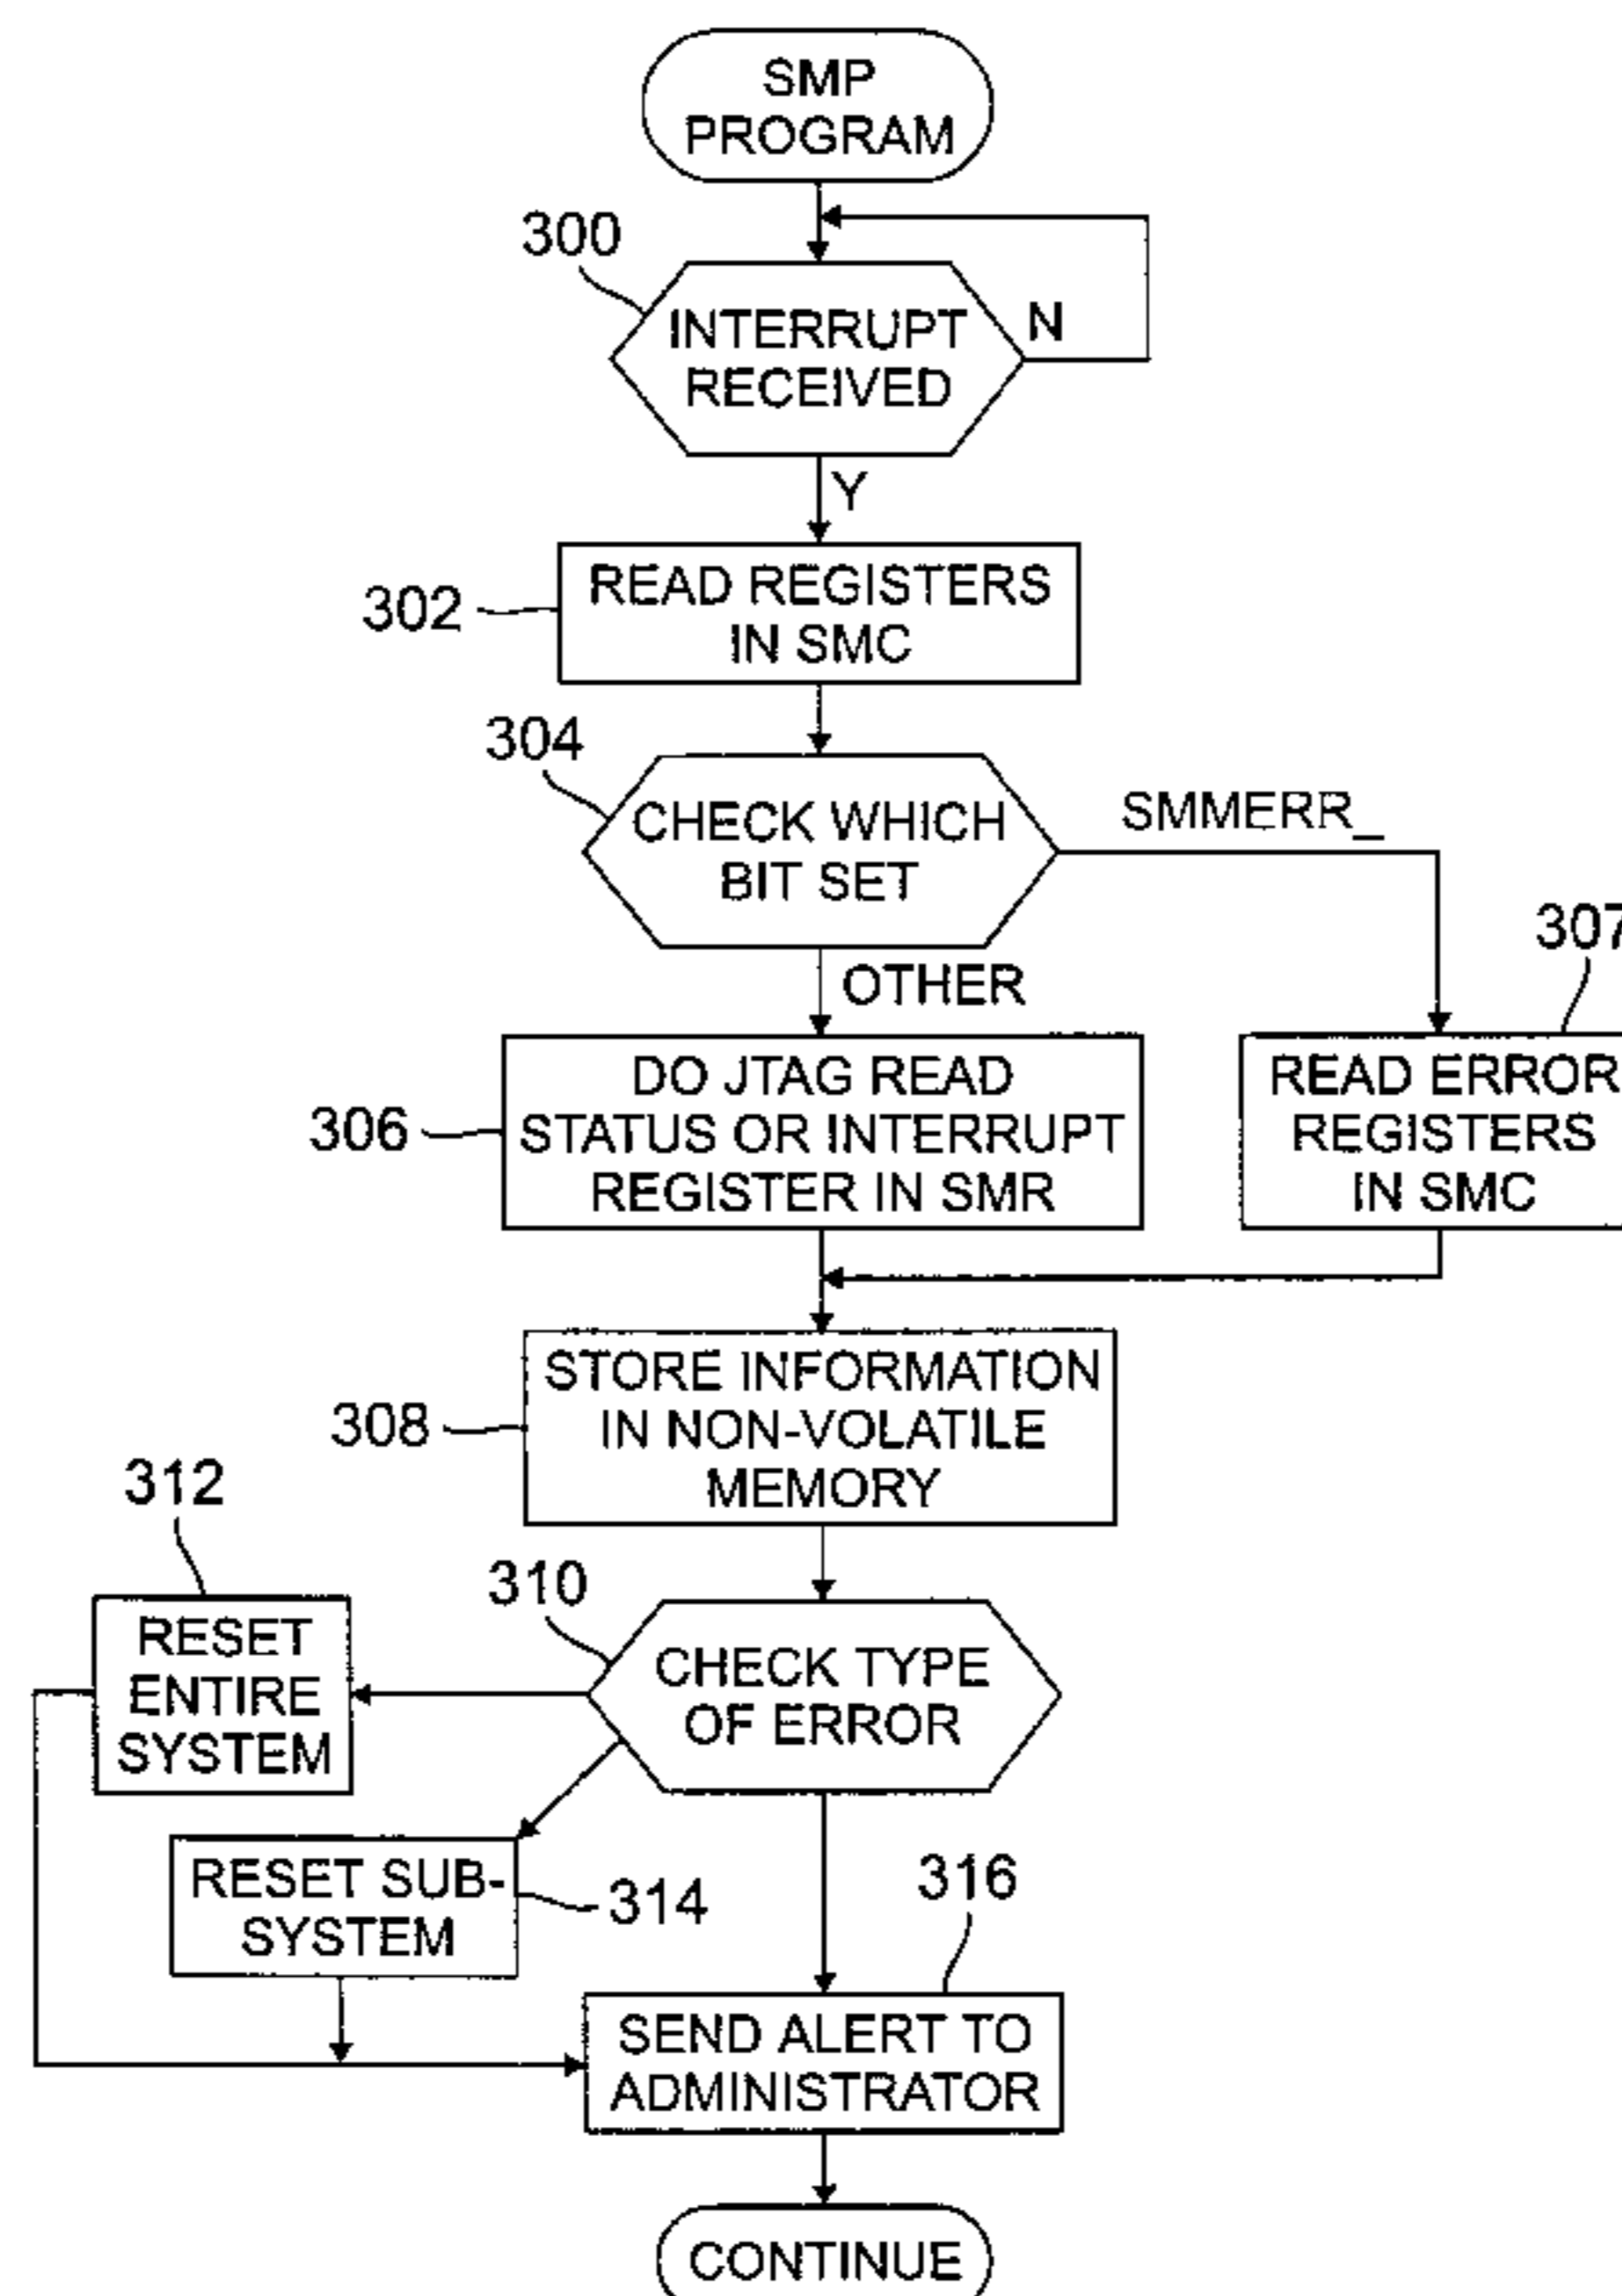 SMP
PROGRAM
300
INTERRUPT
RECEIVED
N
Y
302
READ REGISTERS
IN SMC
304
CHECK WHICH
BIT SET
SMMERR_
OTHER
307
306
DO JTAG READ
STATUS OR INTERRUPT
REGISTER IN SMR
READ ERROR
REGISTERS
IN SMC
308
STORE INFORMATION
IN NON-VOLATILE
MEMORY
312
RESET
ENTIRE
SYSTEM
310
CHECK TYPE
OF ERROR
RESET SUB-
SYSTEM
314
316
SEND ALERT TO
ADMINISTRATOR
CONTINUE